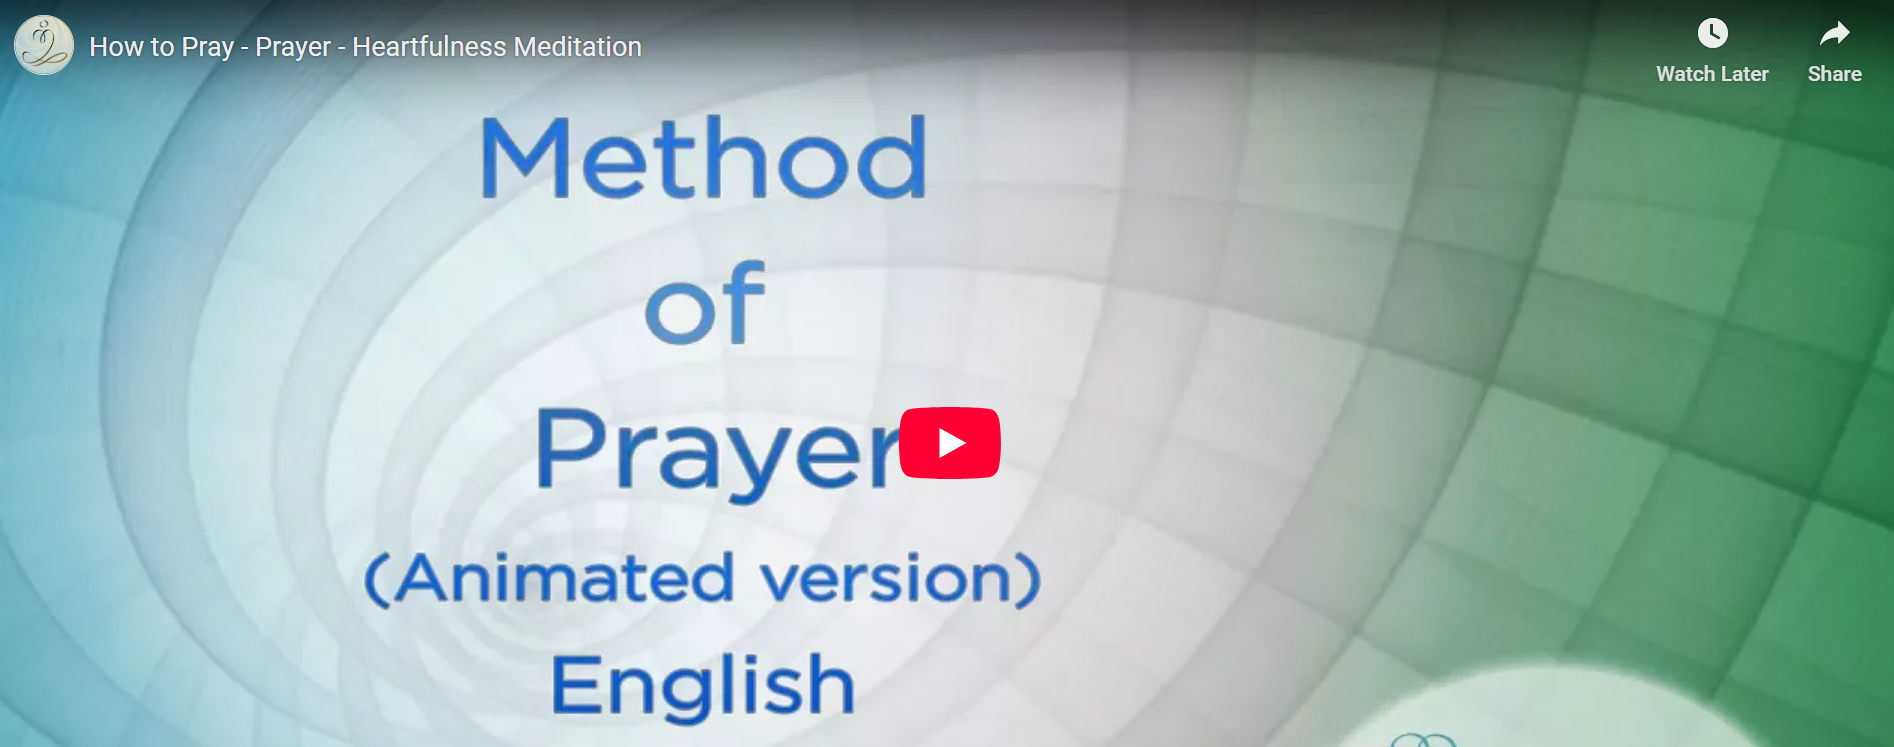 How to Pray - Prayer - Heartfulness Meditation
Watch Later
Share
Method
of
Prayer
(Animated version)
English